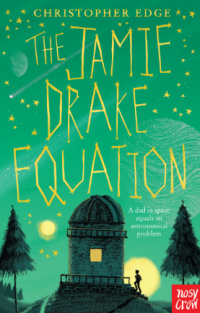 CHRISTOPHER EDGE
THE JAMIE
DRAKE
EQUATION
A dad in space
equals an
astronomical
problem
nosy
crow